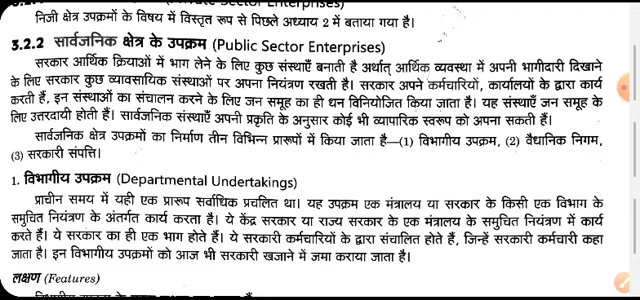 Sector Enterprises)
निजी क्षेत्र उपक्रमों के विषय में विस्तृत रूप से पिछले अध्याय 2 में बताया गया है।
3.2.2 सार्वजनिक क्षेत्र के उपक्रम (Public Sector Enterprises)
सरकार आर्थिक क्रियाओं में भाग लेने के लिए कुछ संस्थाएँ बनाती है अर्थात् आर्थिक व्यवस्था में अपनी भागीदारी दिखाने
के लिए सरकार कुछ व्यावसायिक संस्थाओं पर अपना नियंत्रण रखती है। सरकार अपने कर्मचारियों, कार्यालयों के द्वारा कार्य
करती हैं, इन संस्थाओं का संचालन करने के लिए जन समूह का ही धन विनियोजित किया जाता है। यह संस्थाएँ जन समूह के
लिए उत्तरदायी होती हैं। सार्वजनिक संस्थाएँ अपनी प्रकृति के अनुसार कोई भी व्यापारिक स्वरूप को अपना सकती हैं।
सार्वजनिक क्षेत्र उपक्रमों का निर्माण तीन विभिन्न प्रारूपों में किया जाता है—(1) विभागीय उपक्रम, (2) वैधानिक निगम,
(3) सरकारी संपत्ति।
1. विभागीय उपक्रम (Departmental Undertakings)
प्राचीन समय में यही एक प्रारूप सर्वाधिक प्रचलित था। यह उपक्रम एक मंत्रालय या सरकार के किसी एक विभाग के
समुचित नियंत्रण के अंतर्गत कार्य करता है। ये केंद्र सरकार या राज्य सरकार के एक मंत्रालय के समुचित नियंत्रण में कार्य
करते हैं। ये सरकार का ही एक भाग होते हैं। ये सरकारी कर्मचारियों के द्वारा संचालित होते हैं, जिन्हें सरकारी कर्मचारी कहा
जाता है। इन विभागीय उपक्रमों को आज भी सरकारी खजाने में जमा कराया जाता है।
लक्षण (Features)